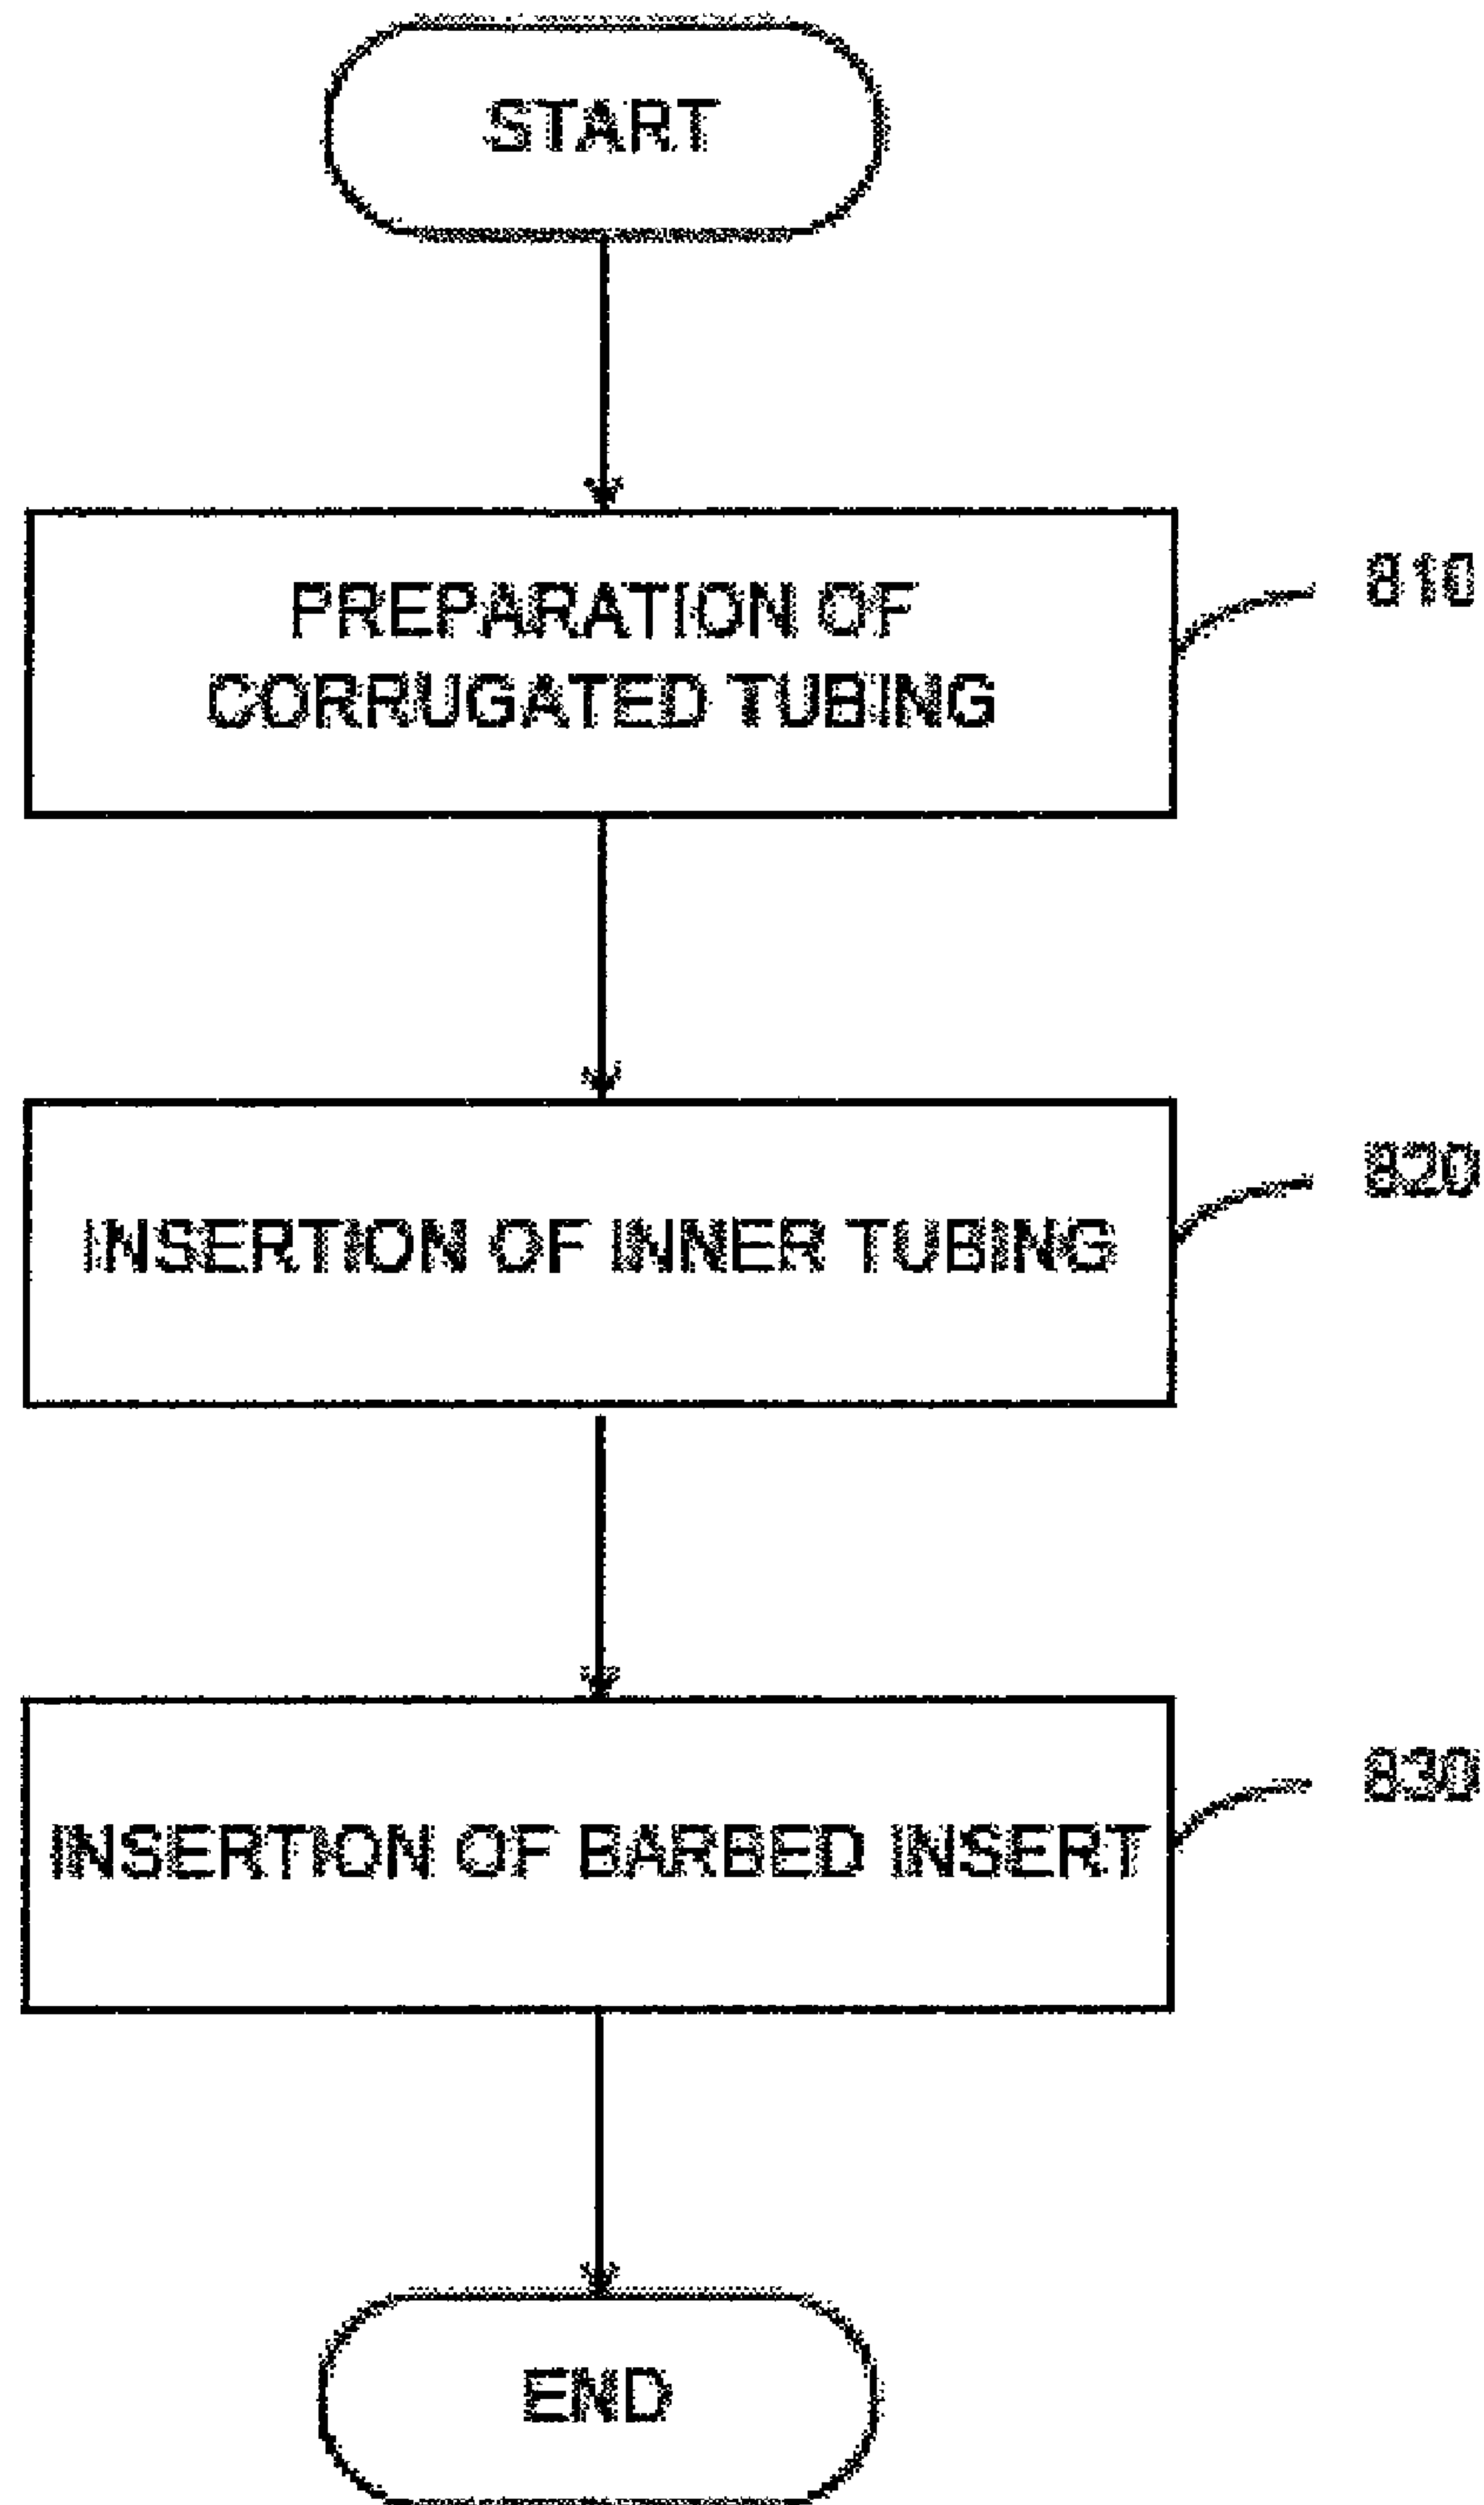 START
PREPARATION OF
CORRUGATED TUBING
810
INSERTION OF INNER TUBING
820
INSERTION OF BARBED INSERT
830
END